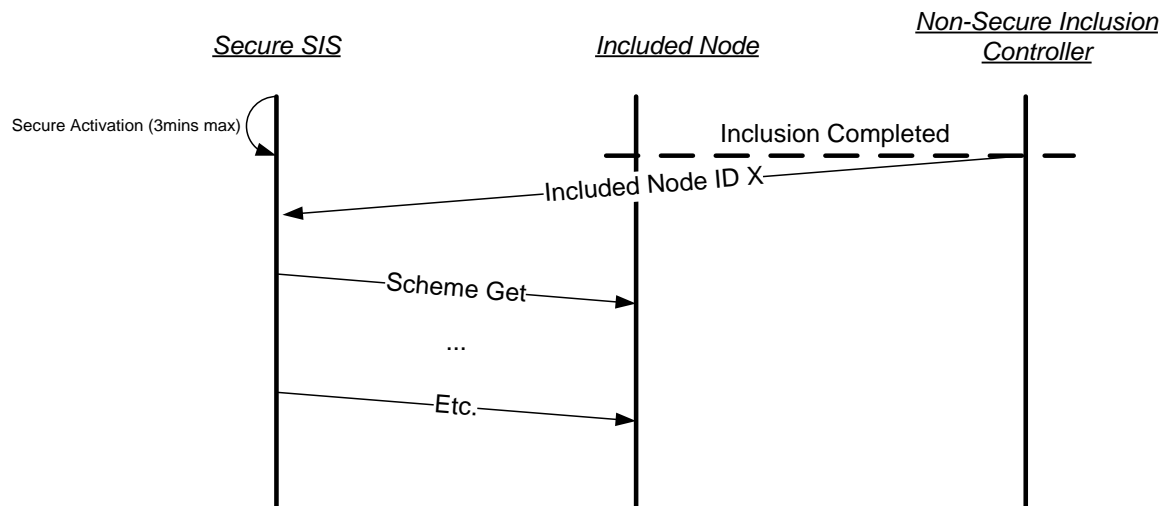 Secure SIS
Included Node
Non-Secure Inclusion
Controller
Secure Activation (3mins max)
Inclusion Completed
Included Node ID X
Scheme Get
...
Etc.